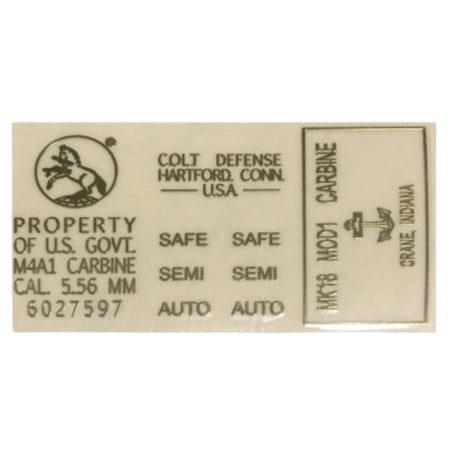 ®
PROPERTY
OF U.S. GOVT.
M4A1 CARBINE
CAL. 5.56 MM
6027597
COLT DEFENSE
HARTFORD. CONN.
U.S.A.
SAFE SAFE
SEMI SEMI
AUTO AUTO
MK18 MOD1 CARBINE
CRANE, INDIANA